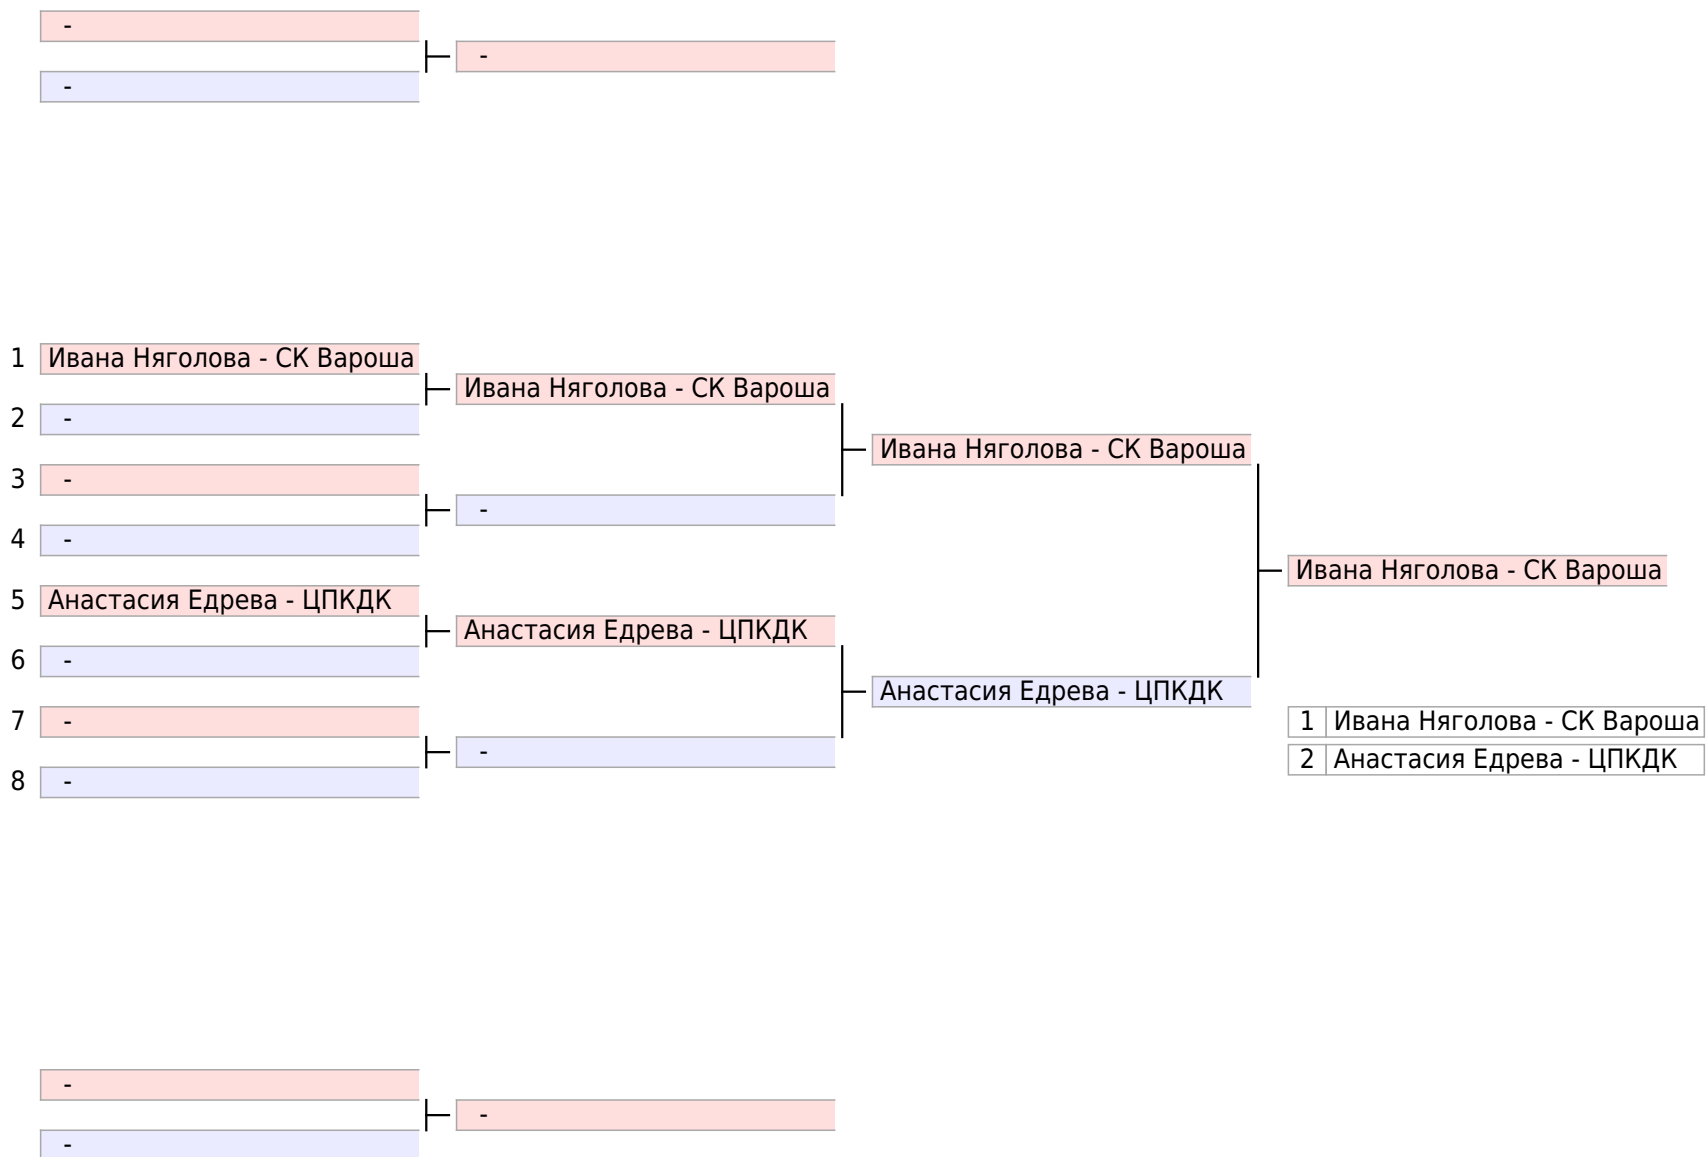 -
-
-
1 Ивана Няголова - СК Вароша
Ивана Няголова - СК Вароша
2 -
Ивана Няголова - СК Вароша
3 -
-
4 -
Ивана Няголова - СК Вароша
5 Анастасия Едрева - ЦПКДК
Анастасия Едрева - ЦПКДК
6 -
Анастасия Едрева - ЦПКДК
7 -
1 Ивана Няголова - СК Вароша
-
2 Анастасия Едрева - ЦПКДК
8 -
-
-
-